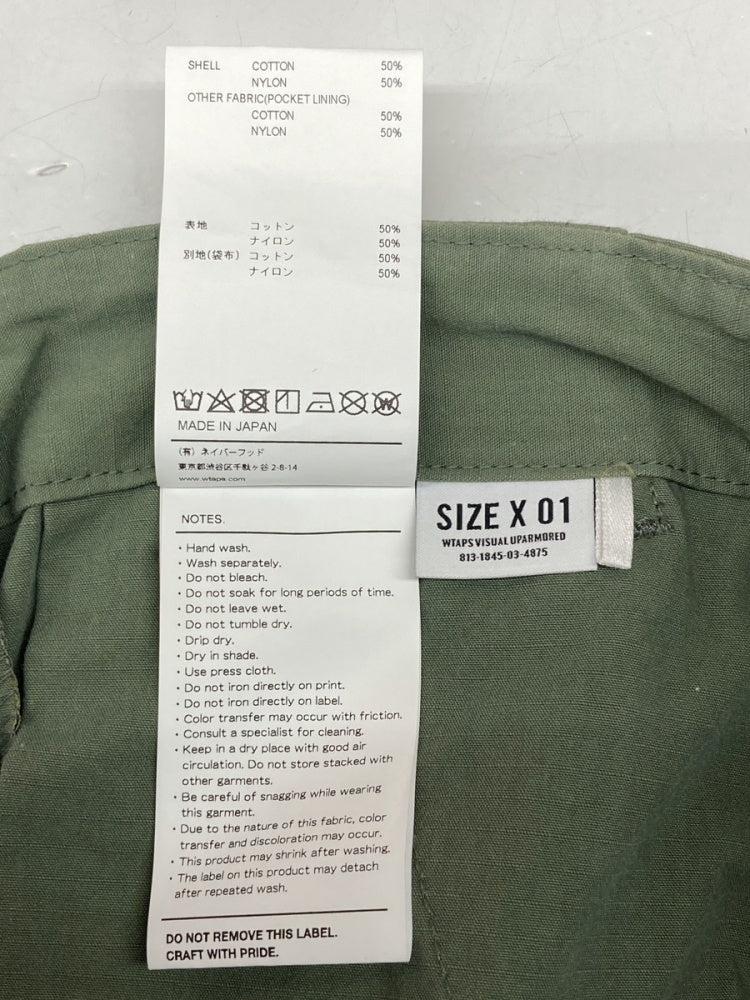 SHELL COTTON 50%
NYLON 50%
OTHER FABRIC(POCKET LINING)
COTTON 50%
NYLON 50%
表地 コットン 50%
ナイロン 50%
別地(袋布) コットン 50%
ナイロン 50%
MADE IN JAPAN
(有) ネイバーフッド
東京都渋谷区千駄ヶ谷 2-8-14
www.wtaps.com
NOTES.
・Hand wash.
・Wash separately.
・Do not bleach.
・Do not soak for long periods of time.
・Do not leave wet.
・Do not tumble dry.
・Drip dry.
・Dry in shade.
・Use press cloth.
・Do not iron directly on print.
・Do not iron directly on label.
・Color transfer may occur with friction.
・Consult a specialist for cleaning.
・Keep in a dry place with good air
circulation. Do not store stacked with
other garments.
・Be careful of snagging while wearing
this garment.
・Due to the nature of this fabric, color
transfer and discoloration may occur.
・This product may shrink after washing.
・The label on this product may detach
after repeated wash.
DO NOT REMOVE THIS LABEL.
CRAFT WITH PRIDE.
SIZE X 01
WTAPS VISUAL UPARMORED
813-1845-03-4875